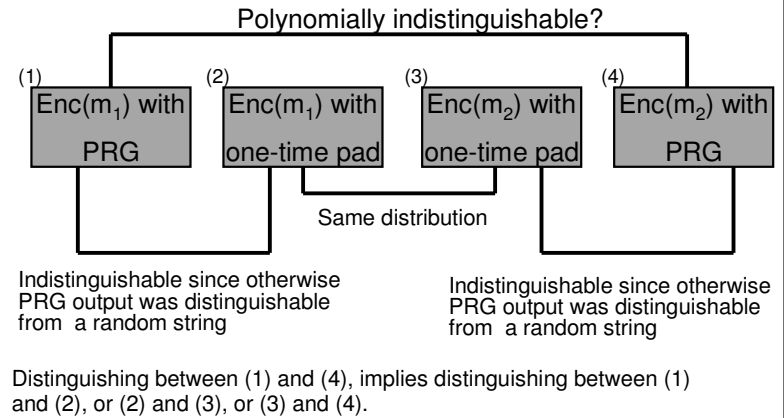 Polynomially indistinguishable?
(1) (2) (3) (4)
Enc(m₁) with Enc(m₁) with Enc(m₂) with Enc(m₂) with
PRG one-time pad one-time pad PRG
Same distribution
Indistinguishable since otherwise
PRG output was distinguishable
from a random string
Indistinguishable since otherwise
PRG output was distinguishable
from a random string
Distinguishing between (1) and (4), implies distinguishing between (1)
and (2), or (2) and (3), or (3) and (4).